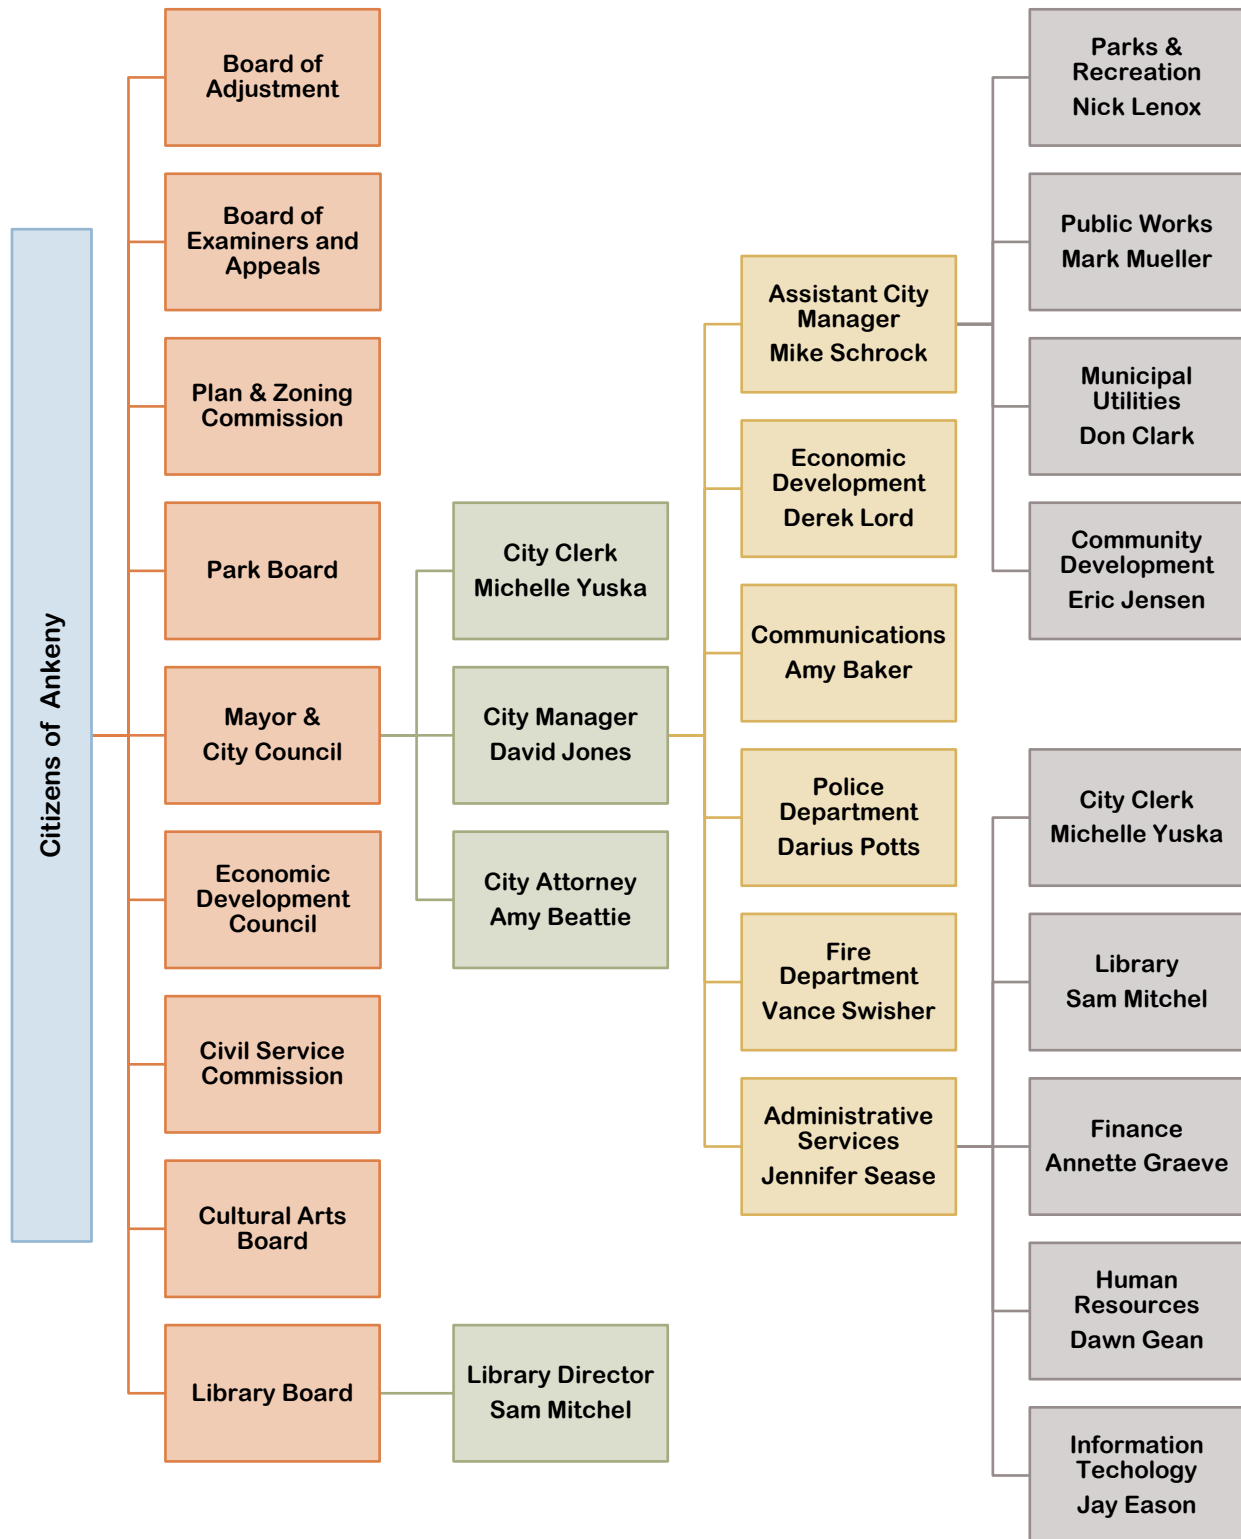 Citizens of Ankeny
Board of
Adjustment
Board of
Examiners and
Appeals
Plan & Zoning
Commission
Park Board
Mayor &
City Council
Economic
Development
Council
Civil Service
Commission
Cultural Arts
Board
Library Board
City Clerk
Michelle Yuska
City Manager
David Jones
City Attorney
Amy Beattie
Library Director
Sam Mitchel
Assistant City
Manager
Mike Schrock
Economic
Development
Derek Lord
Communications
Amy Baker
Police
Department
Darius Potts
Fire
Department
Vance Swisher
Administrative
Services
Jennifer Sease
Parks &
Recreation
Nick Lenox
Public Works
Mark Mueller
Municipal
Utilities
Don Clark
Community
Development
Eric Jensen
City Clerk
Michelle Yuska
Library
Sam Mitchel
Finance
Annette Graeve
Human
Resources
Dawn Gean
Information
Techology
Jay Eason